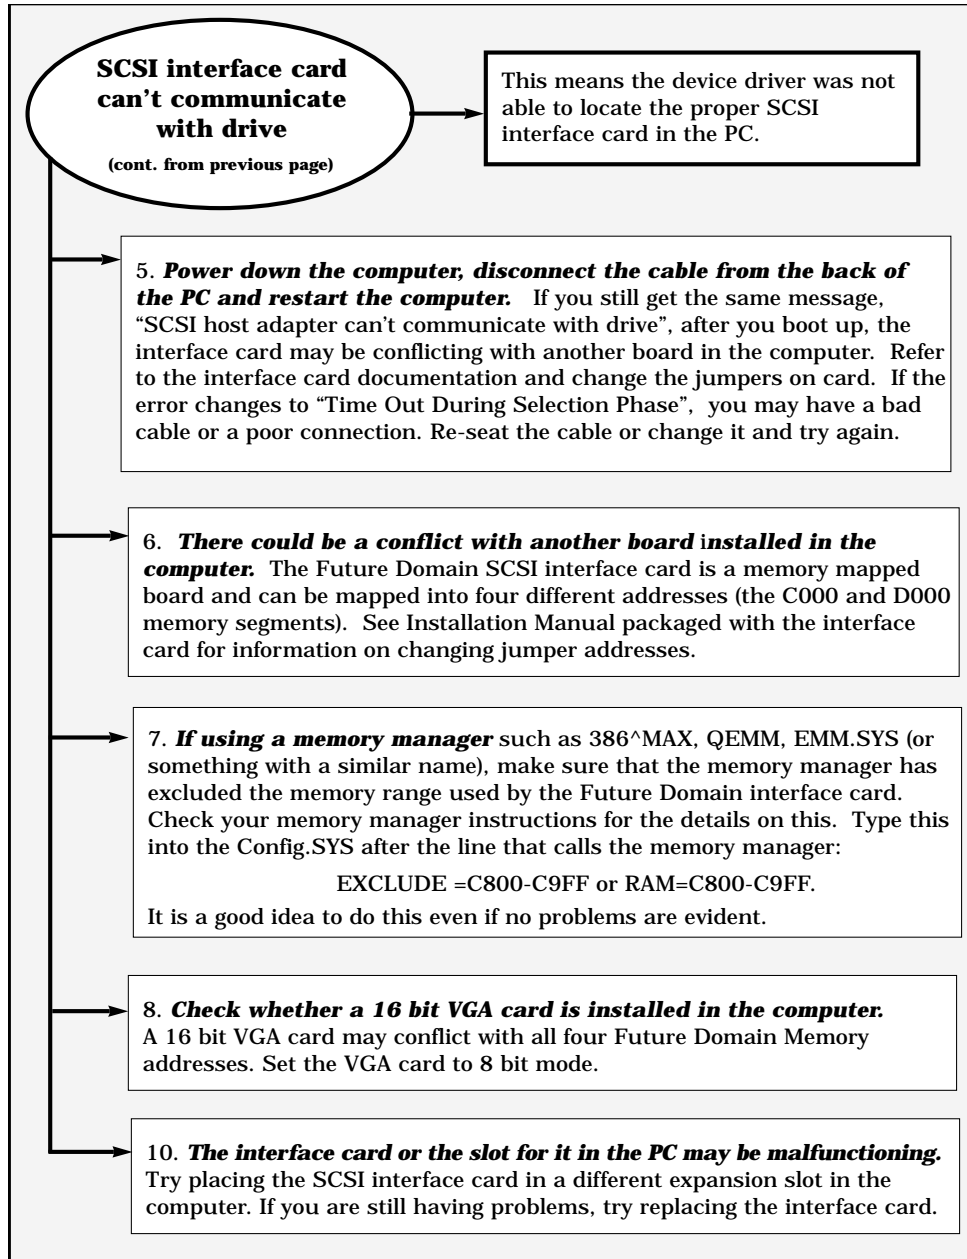 SCSI interface card
can't communicate
with drive
(cont. from previous page)
This means the device driver was not
able to locate the proper SCSI
interface card in the PC.
5. Power down the computer, disconnect the cable from the back of
the PC and restart the computer. If you still get the same message,
“SCSI host adapter can’t communicate with drive”, after you boot up, the
interface card may be conflicting with another board in the computer. Refer
to the interface card documentation and change the jumpers on card. If the
error changes to “Time Out During Selection Phase”, you may have a bad
cable or a poor connection. Re-seat the cable or change it and try again.
6. There could be a conflict with another board installed in the
computer. The Future Domain SCSI interface card is a memory mapped
board and can be mapped into four different addresses (the C000 and D000
memory segments). See Installation Manual packaged with the interface
card for information on changing jumper addresses.
7. If using a memory manager such as 386^MAX, QEMM, EMM.SYS (or
something with a similar name), make sure that the memory manager has
excluded the memory range used by the Future Domain interface card.
Check your memory manager instructions for the details on this. Type this
into the Config.SYS after the line that calls the memory manager:
EXCLUDE =C800-C9FF or RAM=C800-C9FF.
It is a good idea to do this even if no problems are evident.
8. Check whether a 16 bit VGA card is installed in the computer.
A 16 bit VGA card may conflict with all four Future Domain Memory
addresses. Set the VGA card to 8 bit mode.
10. The interface card or the slot for it in the PC may be malfunctioning.
Try placing the SCSI interface card in a different expansion slot in the
computer. If you are still having problems, try replacing the interface card.